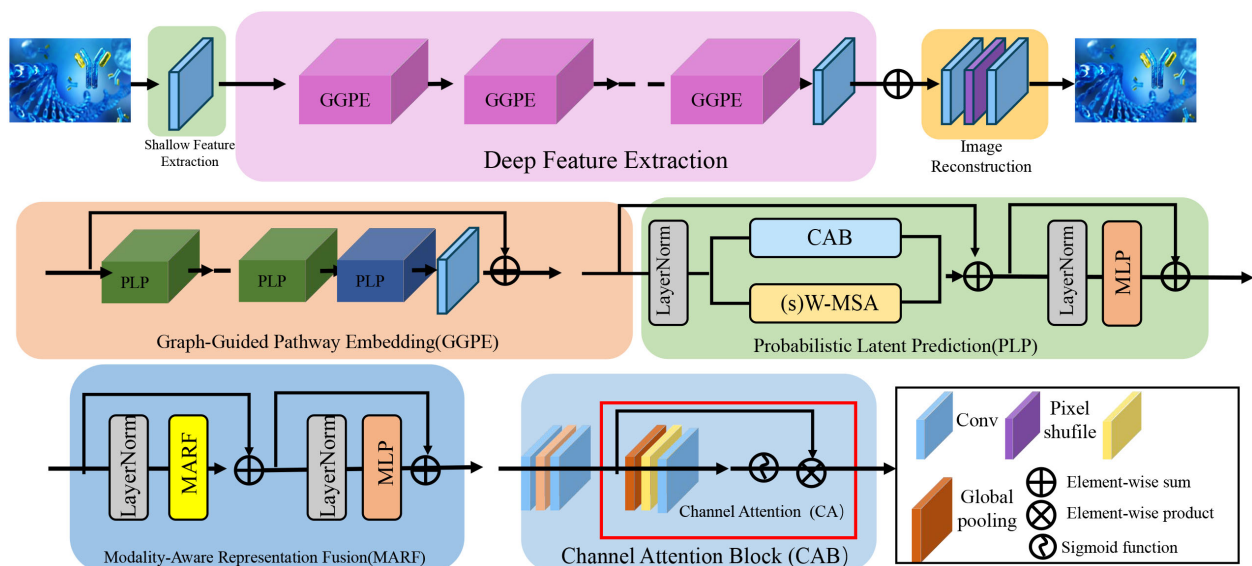 GGPE
GGPE
GGPE
Shallow Feature
Extraction
Deep Feature Extraction
Image
Reconstruction
PLP
PLP
PLP
Graph-Guided Pathway Embedding(GGPE)
LayerNorm
CAB
(s)W-MSA
LayerNorm
MLP
Probabilistic Latent Prediction(PLP)
LayerNorm
MARF
LayerNorm
MLP
Modality-Aware Representation Fusion(MARF)
Channel Attention (CA)
Channel Attention Block (CAB)
Conv
Pixel
shufile
Global
pooling
Element-wise sum
Element-wise product
Sigmoid function